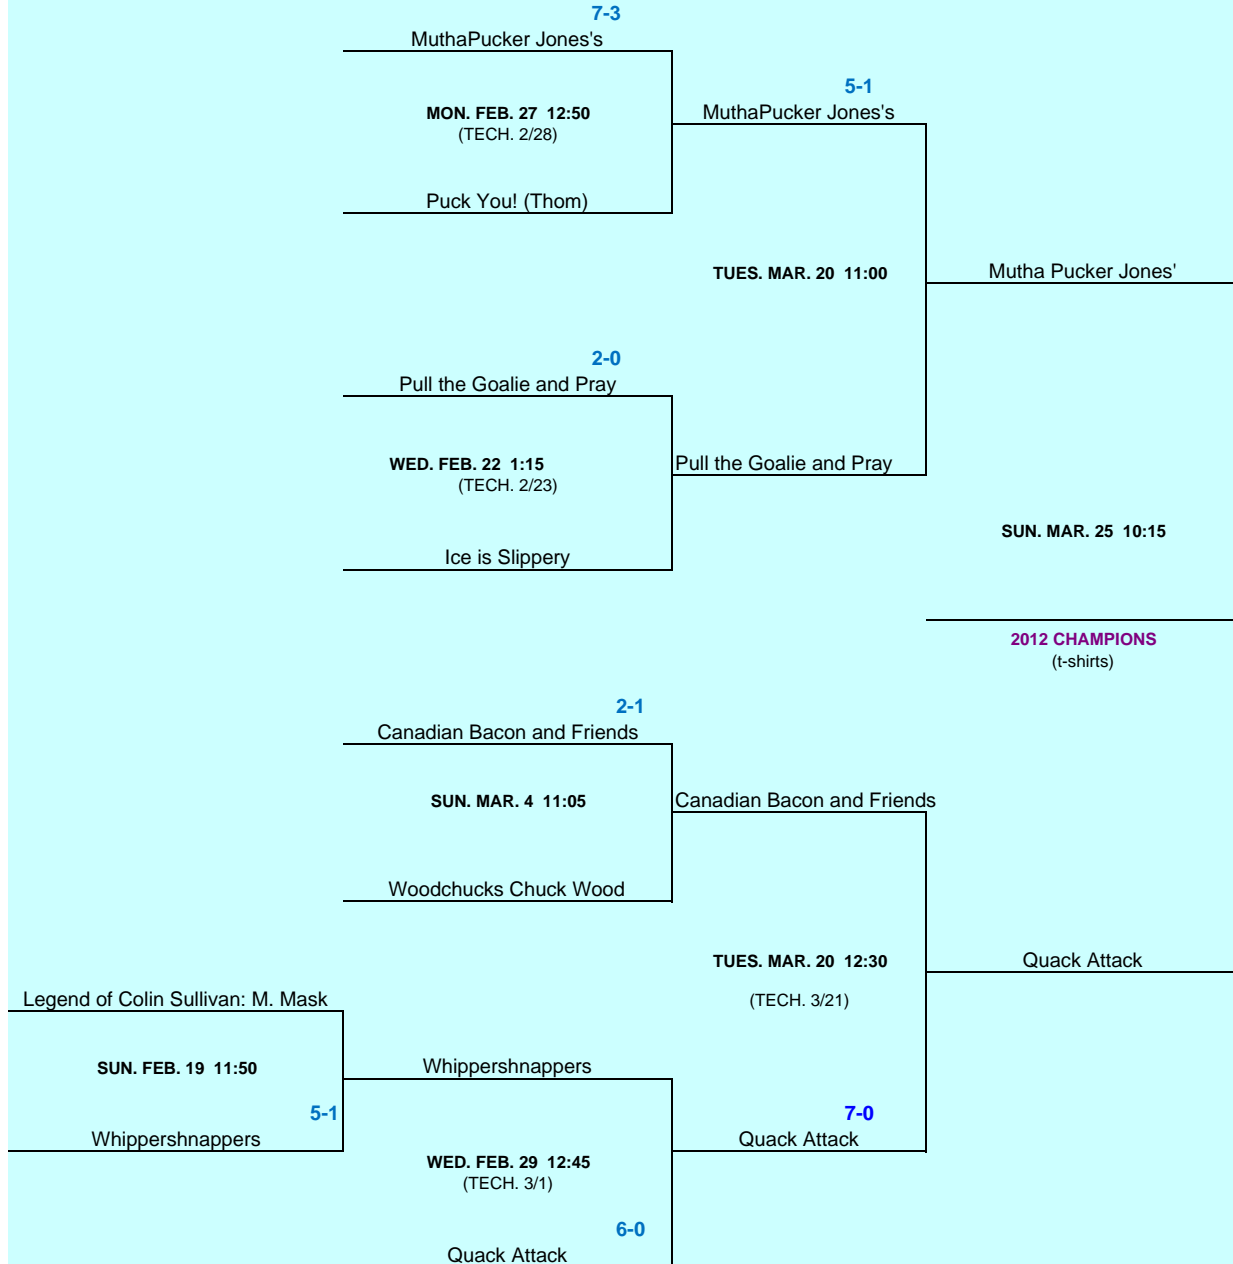 7-3
MuthaPucker Jones's
5-1
MON. FEB. 27  12:50
MuthaPucker Jones's
(TECH. 2/28)
Puck You! (Thom)
TUES. MAR. 20  11:00
Mutha Pucker Jones'
2-0
Pull the Goalie and Pray
WED. FEB. 22  1:15
Pull the Goalie and Pray
(TECH. 2/23)
SUN. MAR. 25  10:15
Ice is Slippery
2012 CHAMPIONS
(t-shirts)
2-1
Canadian Bacon and Friends
SUN. MAR. 4  11:05
Canadian Bacon and Friends
Woodchucks Chuck Wood
TUES. MAR. 20  12:30
Quack Attack
Legend of Colin Sullivan: M. Mask
(TECH. 3/21)
SUN. FEB. 19  11:50
Whippershnappers
5-1
7-0
Whippershnappers
Quack Attack
WED. FEB. 29  12:45
(TECH. 3/1)
6-0
Quack Attack